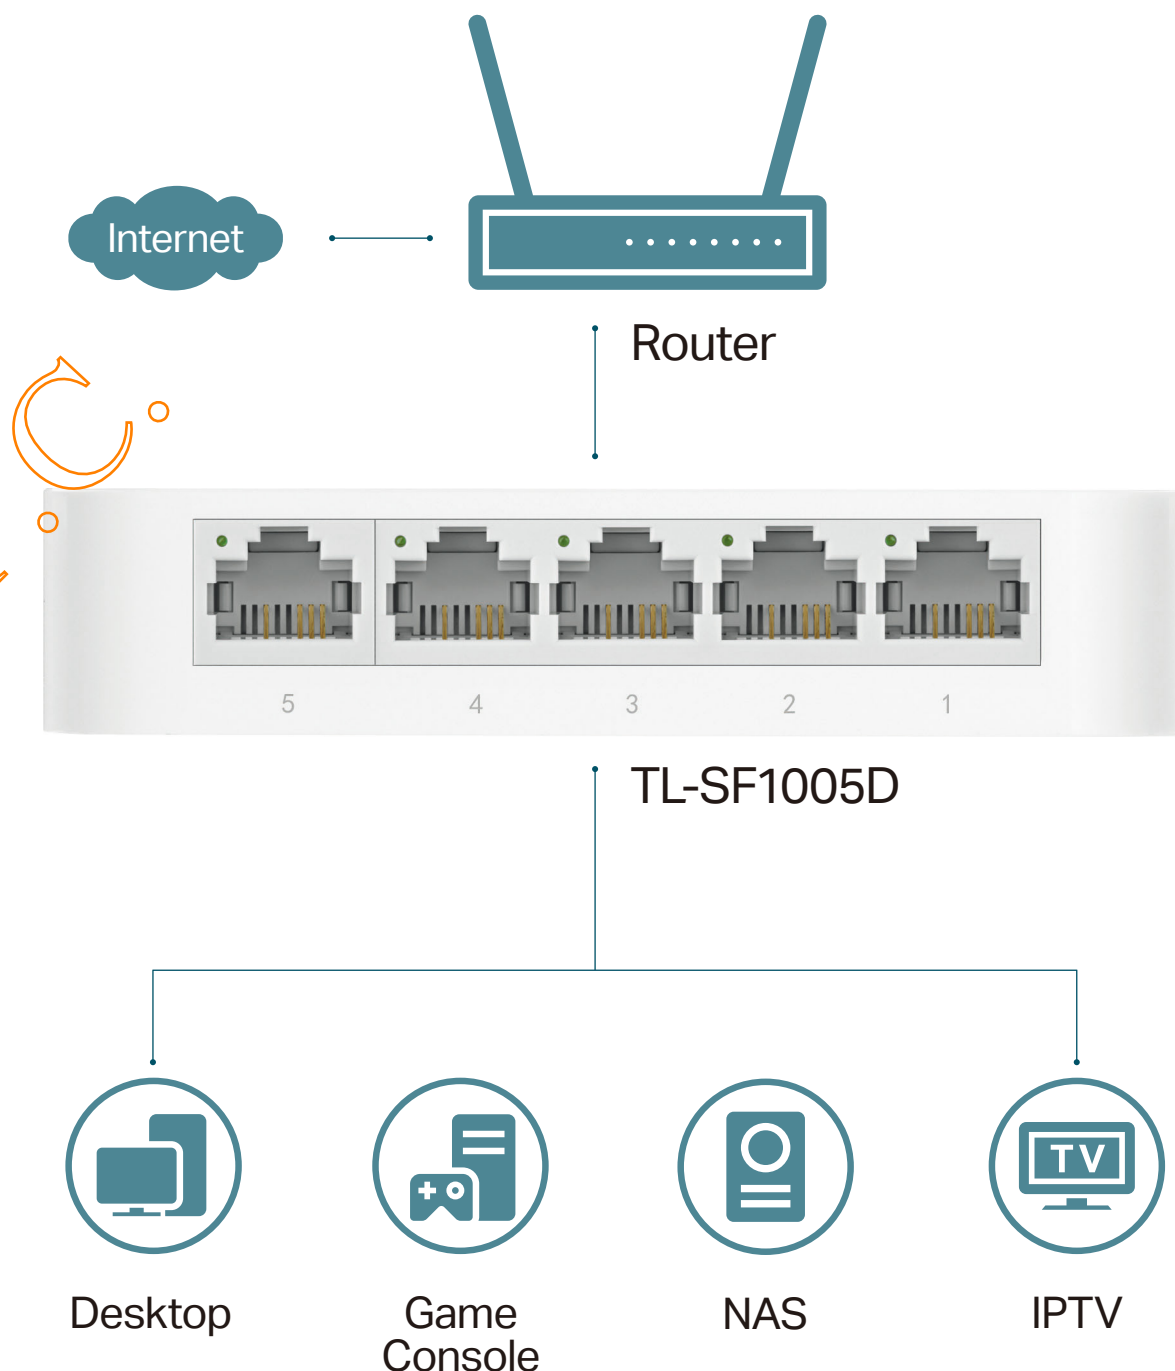 Internet
Router
5 4 3 2 1
TL-SF1005D
TV
Desktop
Game
Console
NAS
IPTV